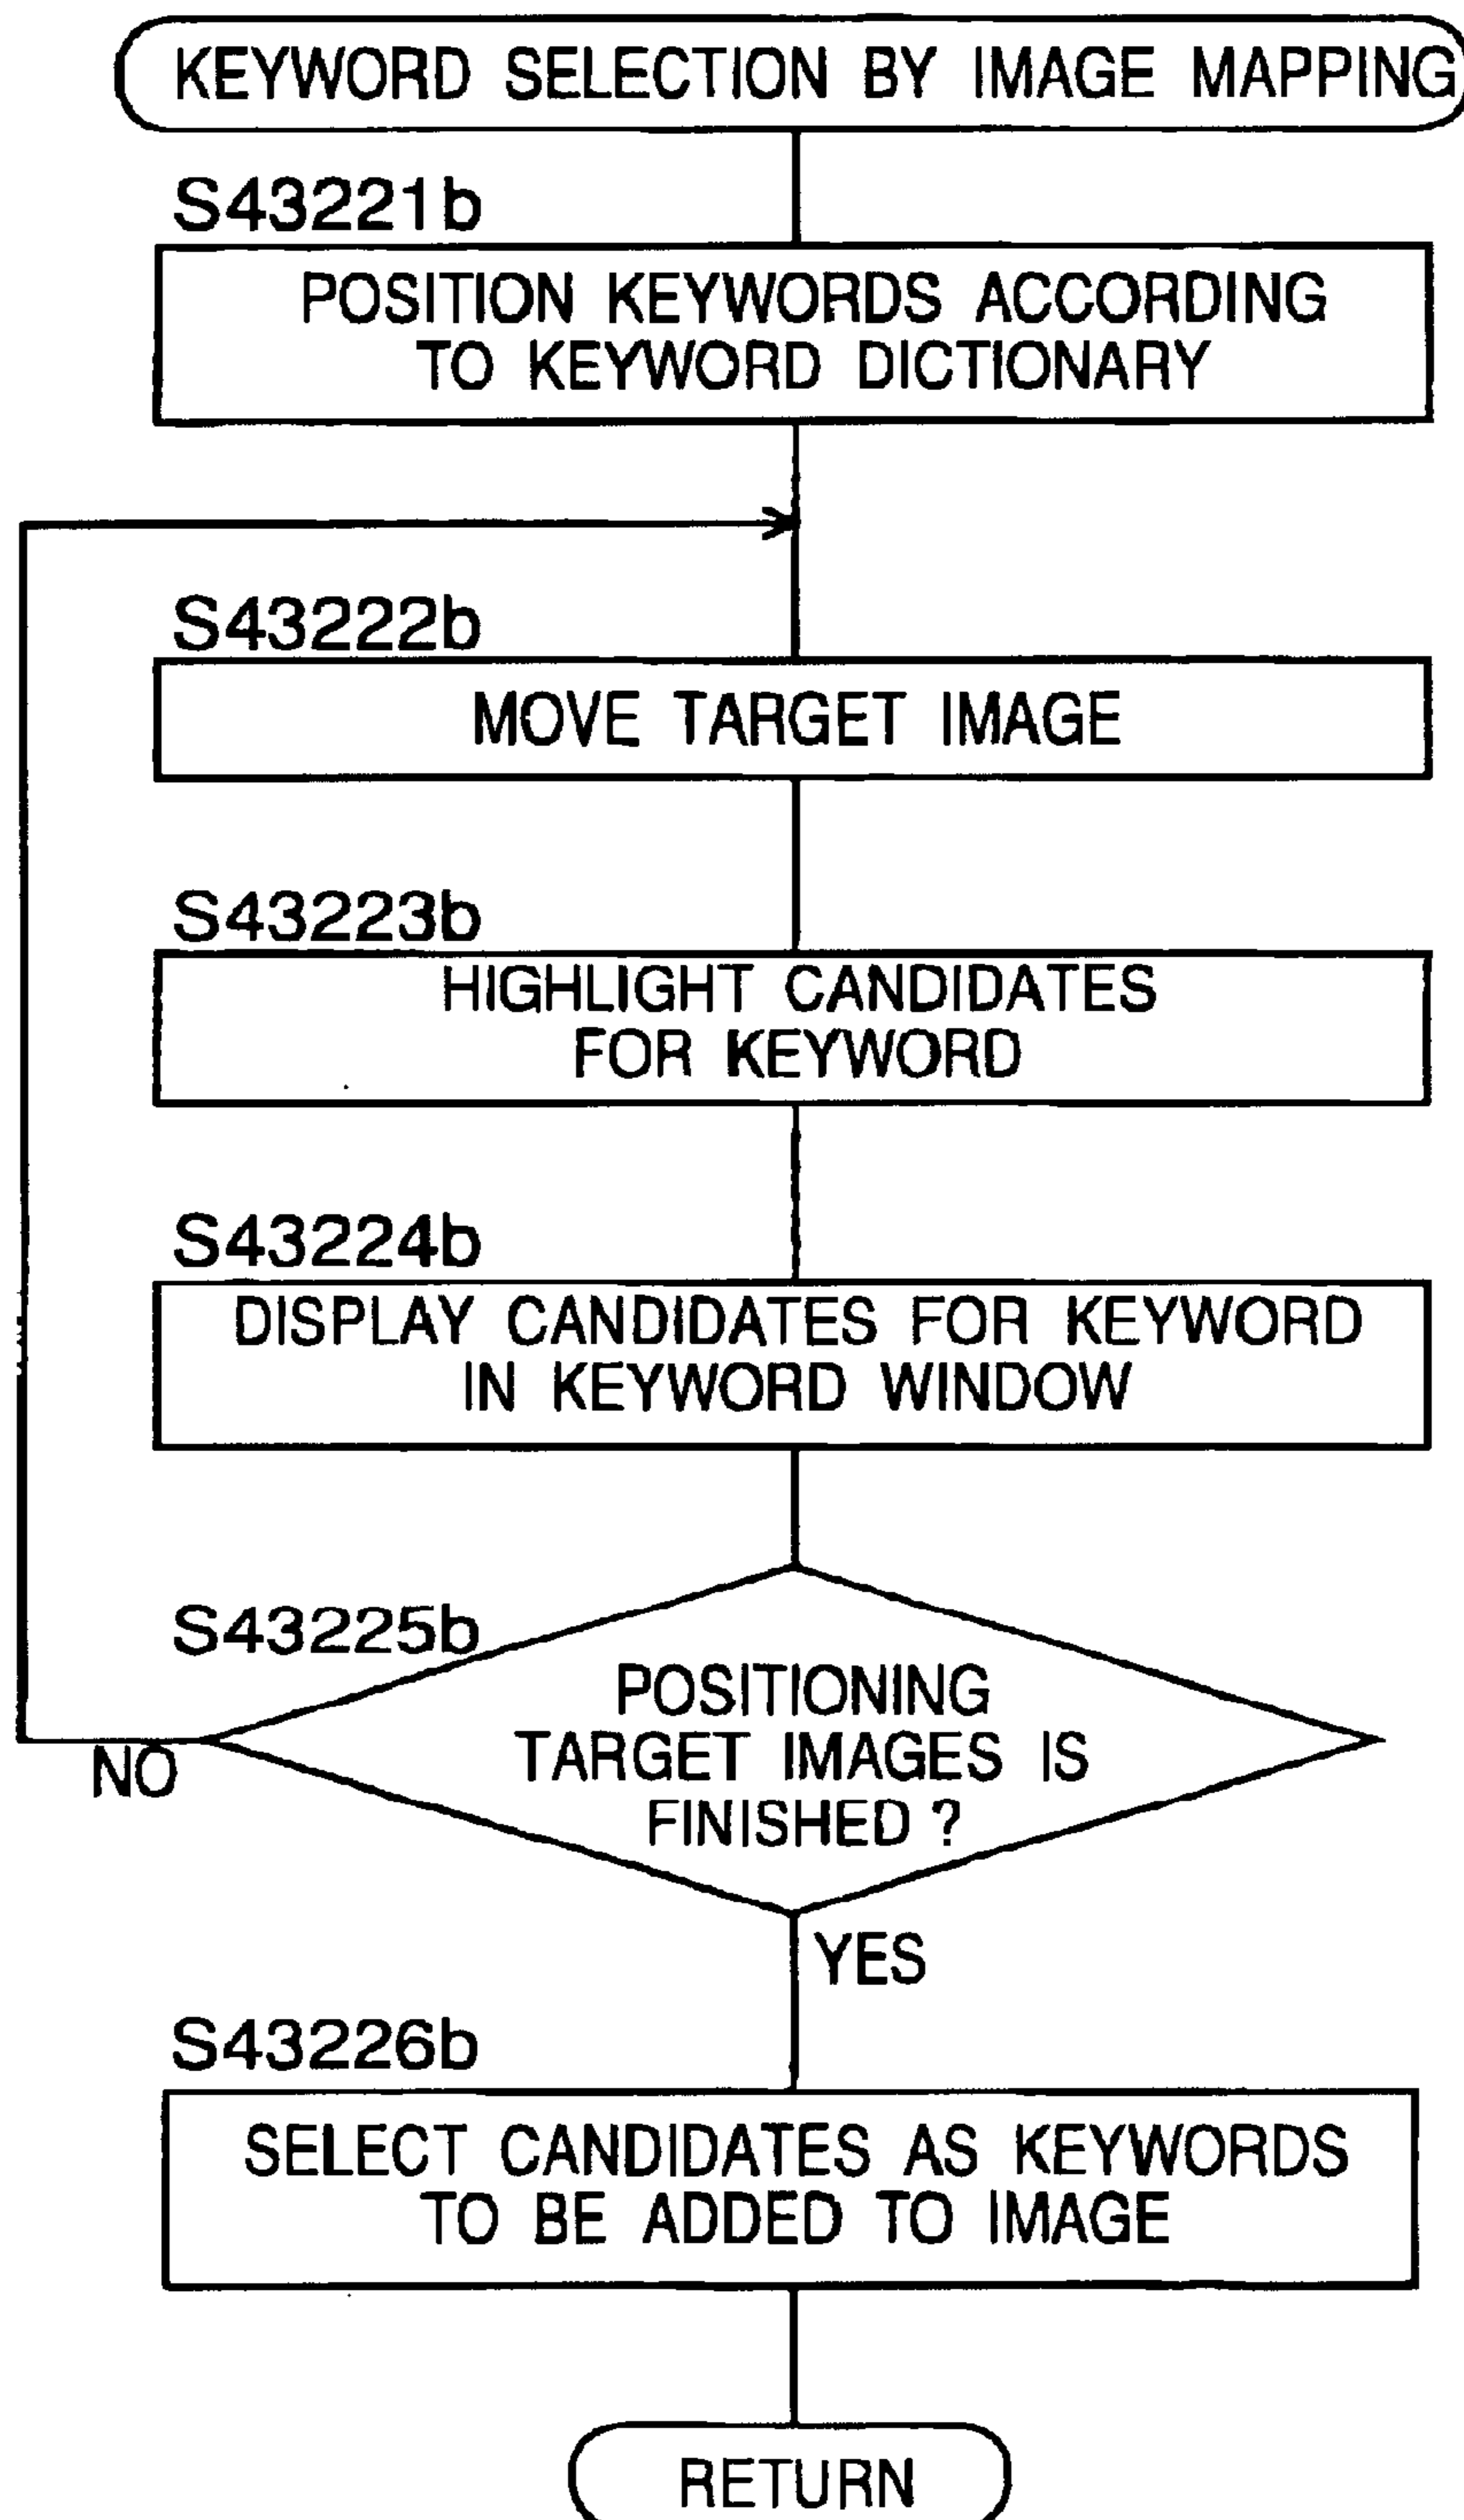 KEYWORD SELECTION BY IMAGE MAPPING
S43221b
POSITION KEYWORDS ACCORDING
TO KEYWORD DICTIONARY
S43222b
MOVE TARGET IMAGE
S43223b
HIGHLIGHT CANDIDATES
FOR KEYWORD
S43224b
DISPLAY CANDIDATES FOR KEYWORD
IN KEYWORD WINDOW
S43225b
POSITIONING
TARGET IMAGES IS
FINISHED ?
NO
YES
S43226b
SELECT CANDIDATES AS KEYWORDS
TO BE ADDED TO IMAGE
RETURN